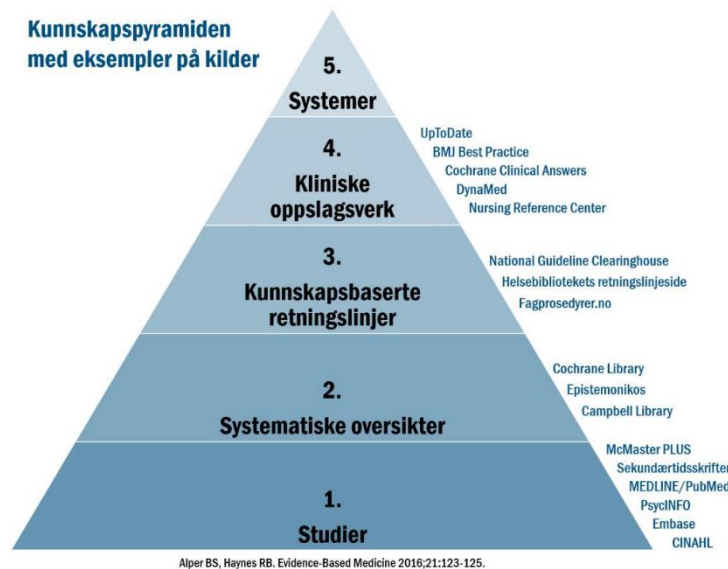 Kunnskapspyramiden
med eksempler på kilder
5.
Systemer
UpToDate
BMJ Best Practice
Cochrane Clinical Answers
DynaMed
Nursing Reference Center
4.
Kliniske
oppslagsverk
National Guideline Clearinghouse
Helsebibliotekets retningslinjeside
Fagprosedyrer.no
3.
Kunnskapsbaserte
retningslinjer
Cochrane Library
Epistemonikos
Campbell Library
2.
Systematiske oversikter
McMaster PLUS
Sekundærtidsskrifter
MEDLINE/PubMed
PsycINFO
Embase
CINAHL
1.
Studier
Alper BS, Haynes RB. Evidence-Based Medicine 2016;21:123-125.